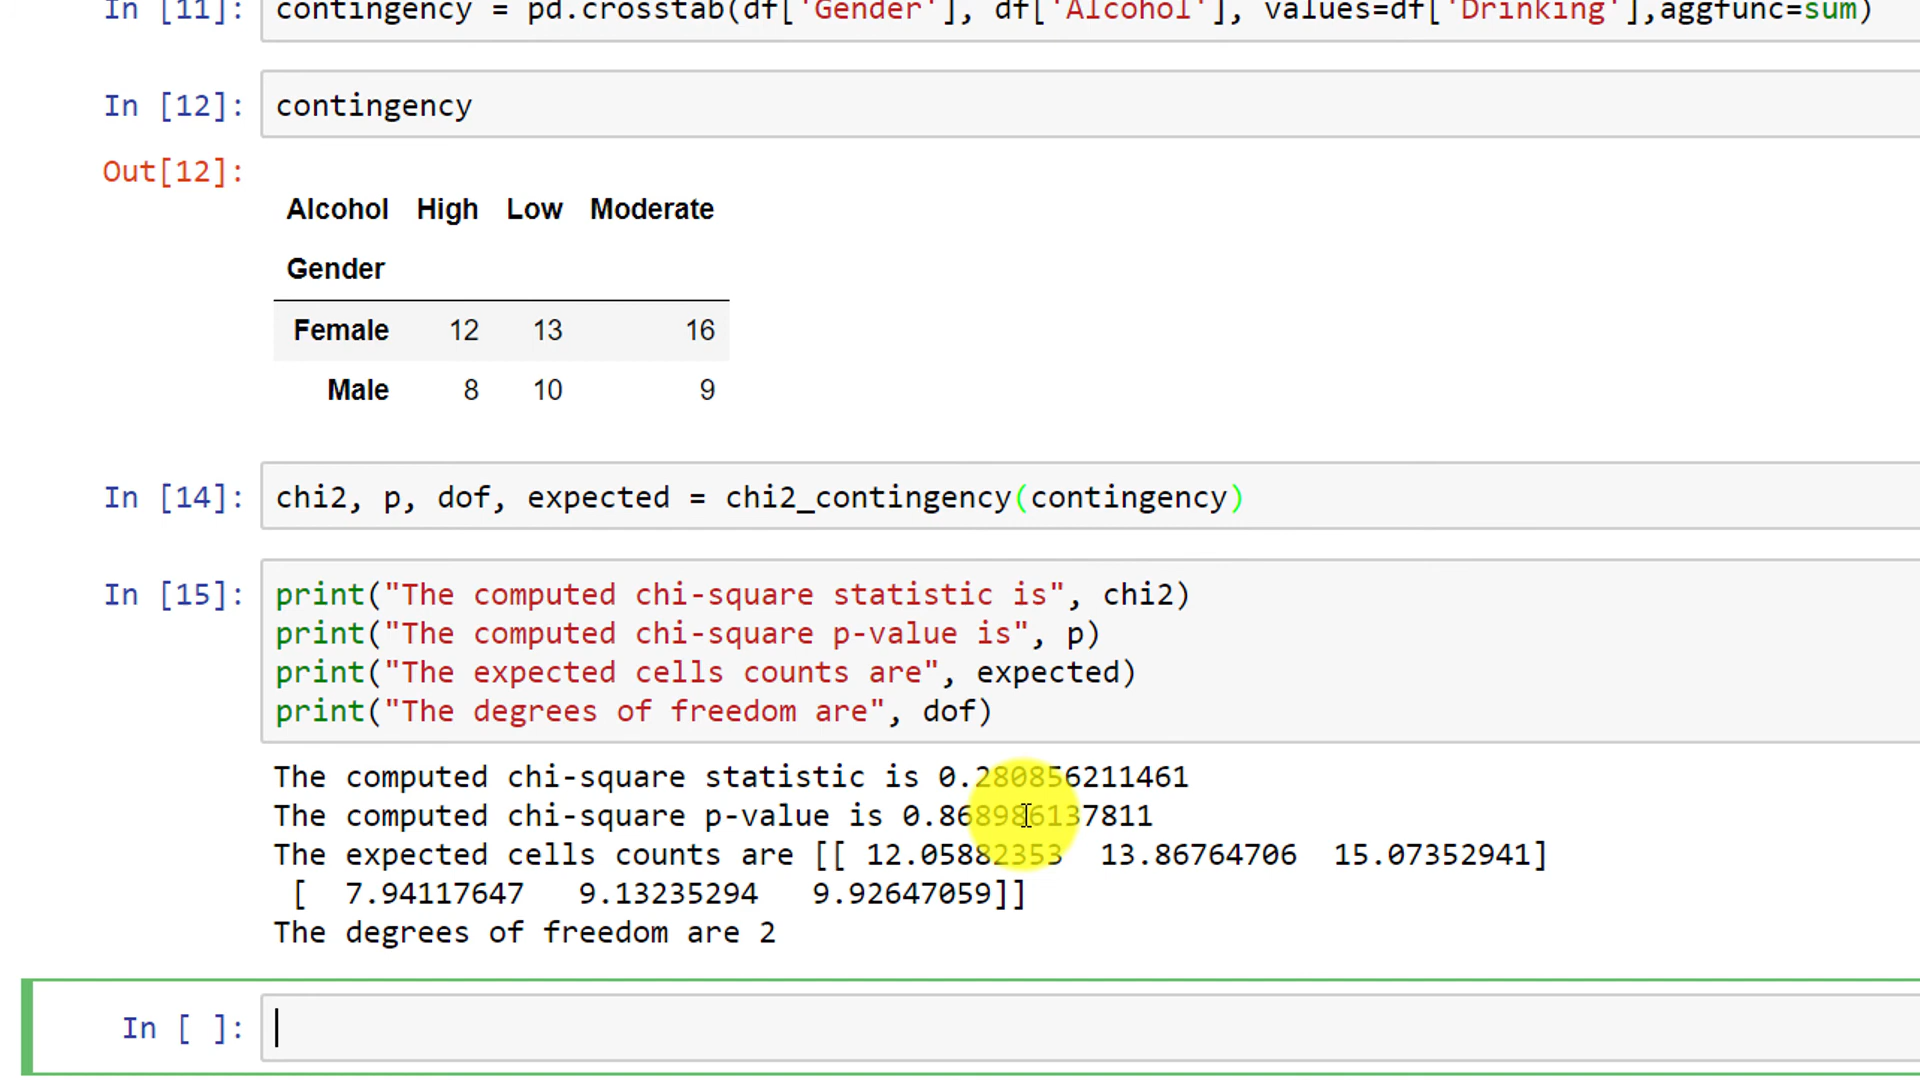 In [11]: contingency = pd.crosstab(df['Gender'], df['Alcohol'], values=df['Drinking'],aggfunc=sum)
In [12]: contingency
Out[12]:
Alcohol High Low Moderate
Gender
Female 12 13 16
Male 8 10 9
In [14]: chi2, p, dof, expected = chi2_contingency(contingency)
In [15]: print("The computed chi-square statistic is", chi2)
print("The computed chi-square p-value is", p)
print("The expected cells counts are", expected)
print("The degrees of freedom are", dof)
The computed chi-square statistic is 0.280856211461
The computed chi-square p-value is 0.868986137811
The expected cells counts are [[ 12.05882353  13.86764706  15.07352941]
[  7.94117647   9.13235294   9.92647059]]
The degrees of freedom are 2
In [ ]: